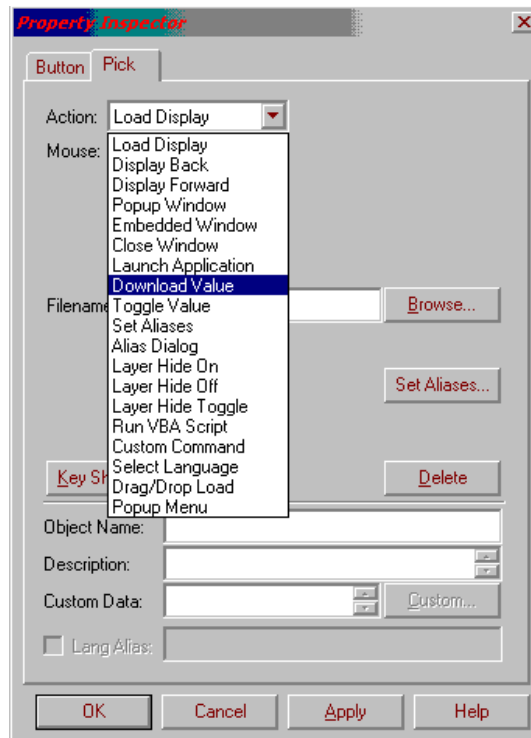 Property Inspector
Button Pick
Action: Load Display
Mouse:
Load Display
Display Back
Display Forward
Popup Window
Embedded Window
Close Window
Launch Application
Download Value
Filename Browse...
Toggle Value
Set Aliases
Alias Dialog
Layer Hide On
Layer Hide Off
Set Aliases...
Layer Hide Toggle
Run VBA Script
Custom Command
Select Language
Drag/Drop Load
Popup Menu
Key Sh Delete
Object Name:
Description:
Custom Data: Custom...
Lang Alias:
OK Cancel Apply Help